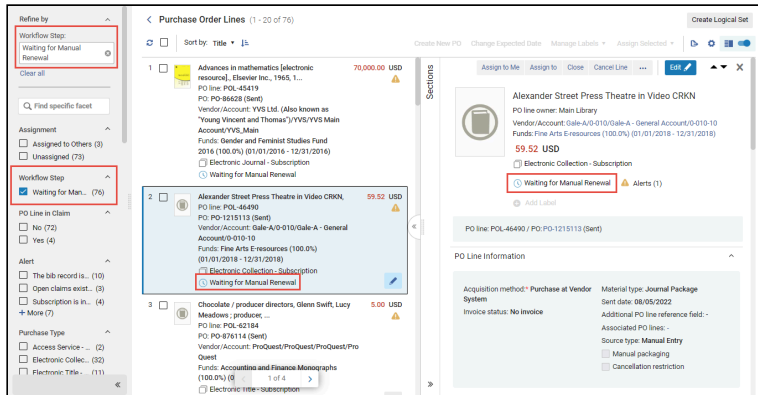 Refine by
Workflow Step:
Waiting for Manual
Renewal
Clear all
Find specific facet
Assignment
Assigned to Others (3)
Unassigned (73)
Workflow Step
Waiting for Man... (76)
PO Line in Claim
No (72)
Yes (4)
Alert
The bib record is... (10)
Open claims exist... (3)
Subscription is in... (4)
+ More (7)
Purchase Type
Access Service - ... (2)
Electronic Collec... (32)
Electronic Title - ... (11)
Purchase Order Lines (1 - 20 of 76)
Create Logical Set
Sort by: Title
Create New PO Change Expected Date Manage Labels Assign Selected
1 Advances in mathematics [electronic 70,000.00 USD
resource]., Elsevier Inc., 1965, 1...
PO line: POL-45419
PO: PO-86628 (Sent)
Vendor/Account: YVS Ltd. (Also known as
"Young Vincent and Thomas")/YVS/YVS Main
Account/YVS_Main
Funds: Gender and Feminist Studies Fund
2016 (100.0%) (01/01/2016 - 12/31/2016)
Electronic Journal - Subscription
Waiting for Manual Renewal
2 Alexander Street Press Theatre in Video CRKN, 59.52 USD
PO line: POL-46490
PO: PO-1215113 (Sent)
Vendor/Account: Gale-A/0-010/Gale-A - General
Account/0-010-10
Funds: Fine Arts E-resources (100.0%)
(01/01/2018 - 12/31/2018)
Electronic Collection - Subscription
Waiting for Manual Renewal
3 Chocolate / producer directors, Glenn Swift, Lucy 5.00 USD
Meadows ; producer, ...
PO line: POL-62184
PO: PO-876114 (Sent)
Vendor/Account: ProQuest/ProQuest/ProQuest/Pro
Quest
Funds: Accounting and Finance Monographs
(100.0%) (0
1 of 4
Electronic Title - Subscription
Sections
Assign to Me Assign to Close Cancel Line ... Edit
Alexander Street Press Theatre in Video CRKN
PO line owner: Main Library
Vendor/Account: Gale-A/0-010/Gale-A - General Account/0-010-10
Funds: Fine Arts E-resources (100.0%) (01/01/2018 - 12/31/2018)
59.52 USD
Electronic Collection - Subscription
Waiting for Manual Renewal Alerts (1)
Add Label
PO line: POL-46490 / PO: PO-1215113 (Sent)
PO Line Information
Acquisition method:* Purchase at Vendor
System
Invoice status: No invoice
Material type: Journal Package
Sent date: 08/05/2022
Additional PO line reference field: -
Associated PO lines: -
Source type: Manual Entry
Manual packaging
Cancellation restriction